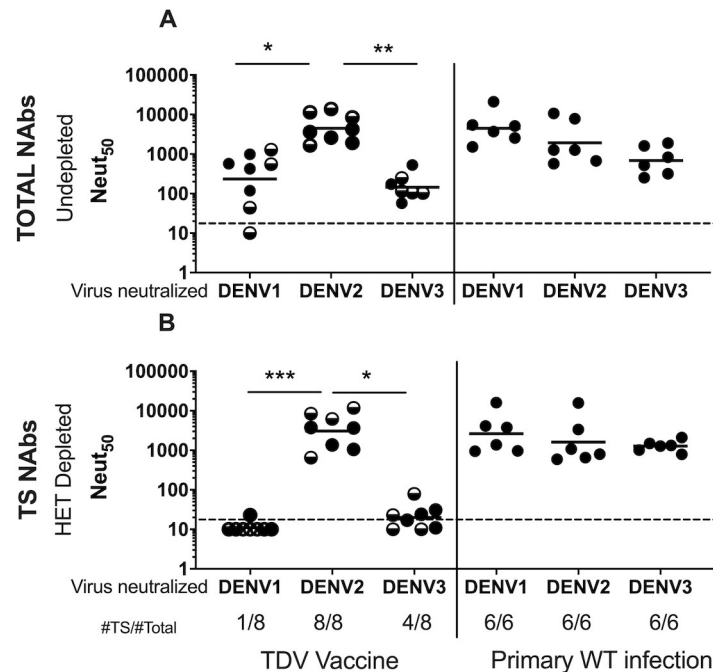 A
* **
TOTAL NAbs
Undepleted
Neut50
100000
10000
1000
100
10
1
Virus neutralized DENV1 DENV2 DENV3 DENV1 DENV2 DENV3
B
*** *
TS NAbs
HET Depleted
Neut50
100000
10000
1000
100
10
1
Virus neutralized DENV1 DENV2 DENV3 DENV1 DENV2 DENV3
#TS/#Total 1/8 8/8 4/8 6/6 6/6 6/6
TDV Vaccine Primary WT infection